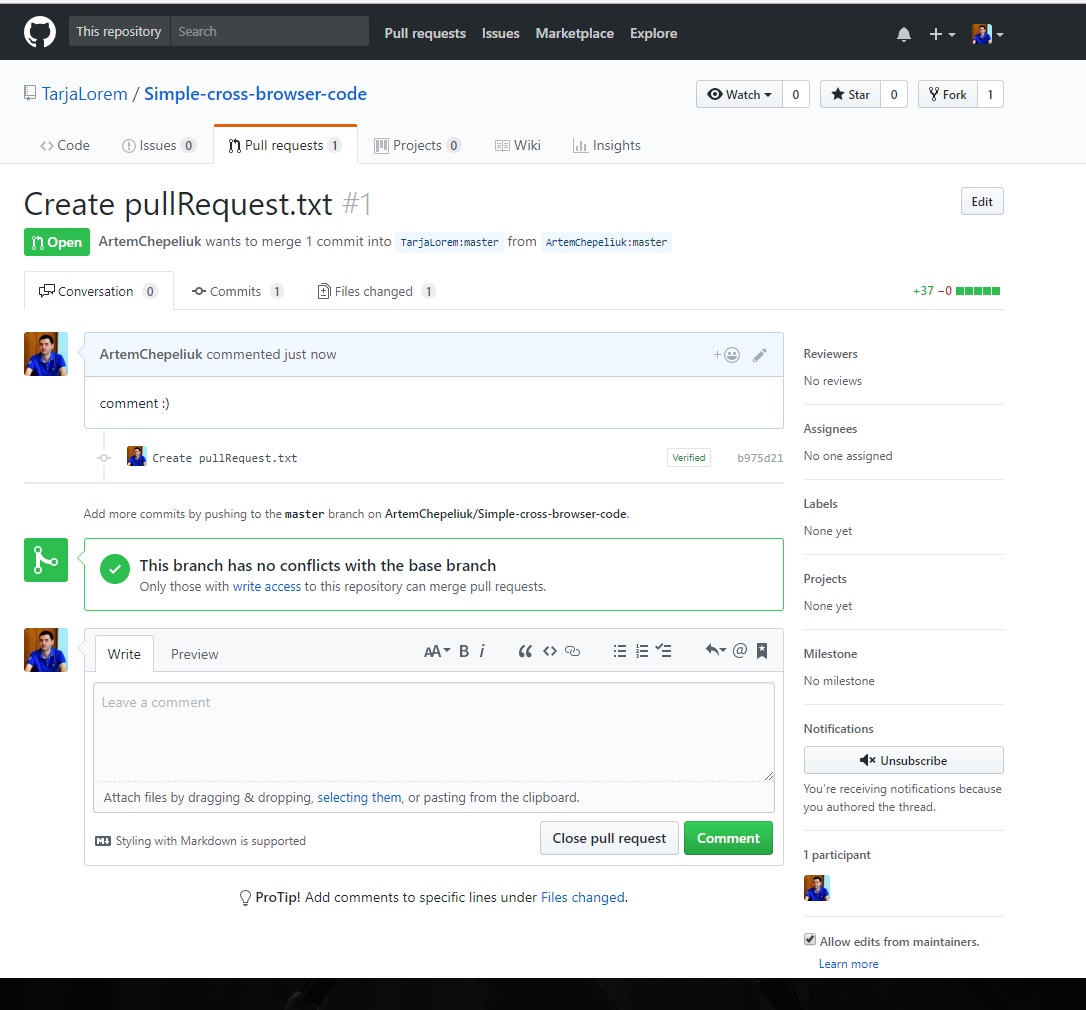 This repository Search Pull requests Issues Marketplace Explore
TarjaLorem / Simple-cross-browser-code Watch 0 Star 0 Fork 1
Code Issues 0 Pull requests 1 Projects 0 Wiki Insights
Create pullRequest.txt #1 Edit
Open ArtemChepeliuk wants to merge 1 commit into TarjaLorem:master from ArtemChepeliuk:master
Conversation 0 Commits 1 Files changed 1 +37 −0
ArtemChepeliuk commented just now
comment :)
Create pullRequest.txt Verified b975d21
Add more commits by pushing to the master branch on ArtemChepeliuk/Simple-cross-browser-code.
This branch has no conflicts with the base branch
Only those with write access to this repository can merge pull requests.
Write Preview AA B i @
Leave a comment
Attach files by dragging & dropping, selecting them, or pasting from the clipboard.
Styling with Markdown is supported Close pull request Comment
ProTip! Add comments to specific lines under Files changed.
Reviewers
No reviews
Assignees
No one assigned
Labels
None yet
Projects
None yet
Milestone
No milestone
Notifications
Unsubscribe
You're receiving notifications because
you authored the thread.
1 participant
Allow edits from maintainers.
Learn more